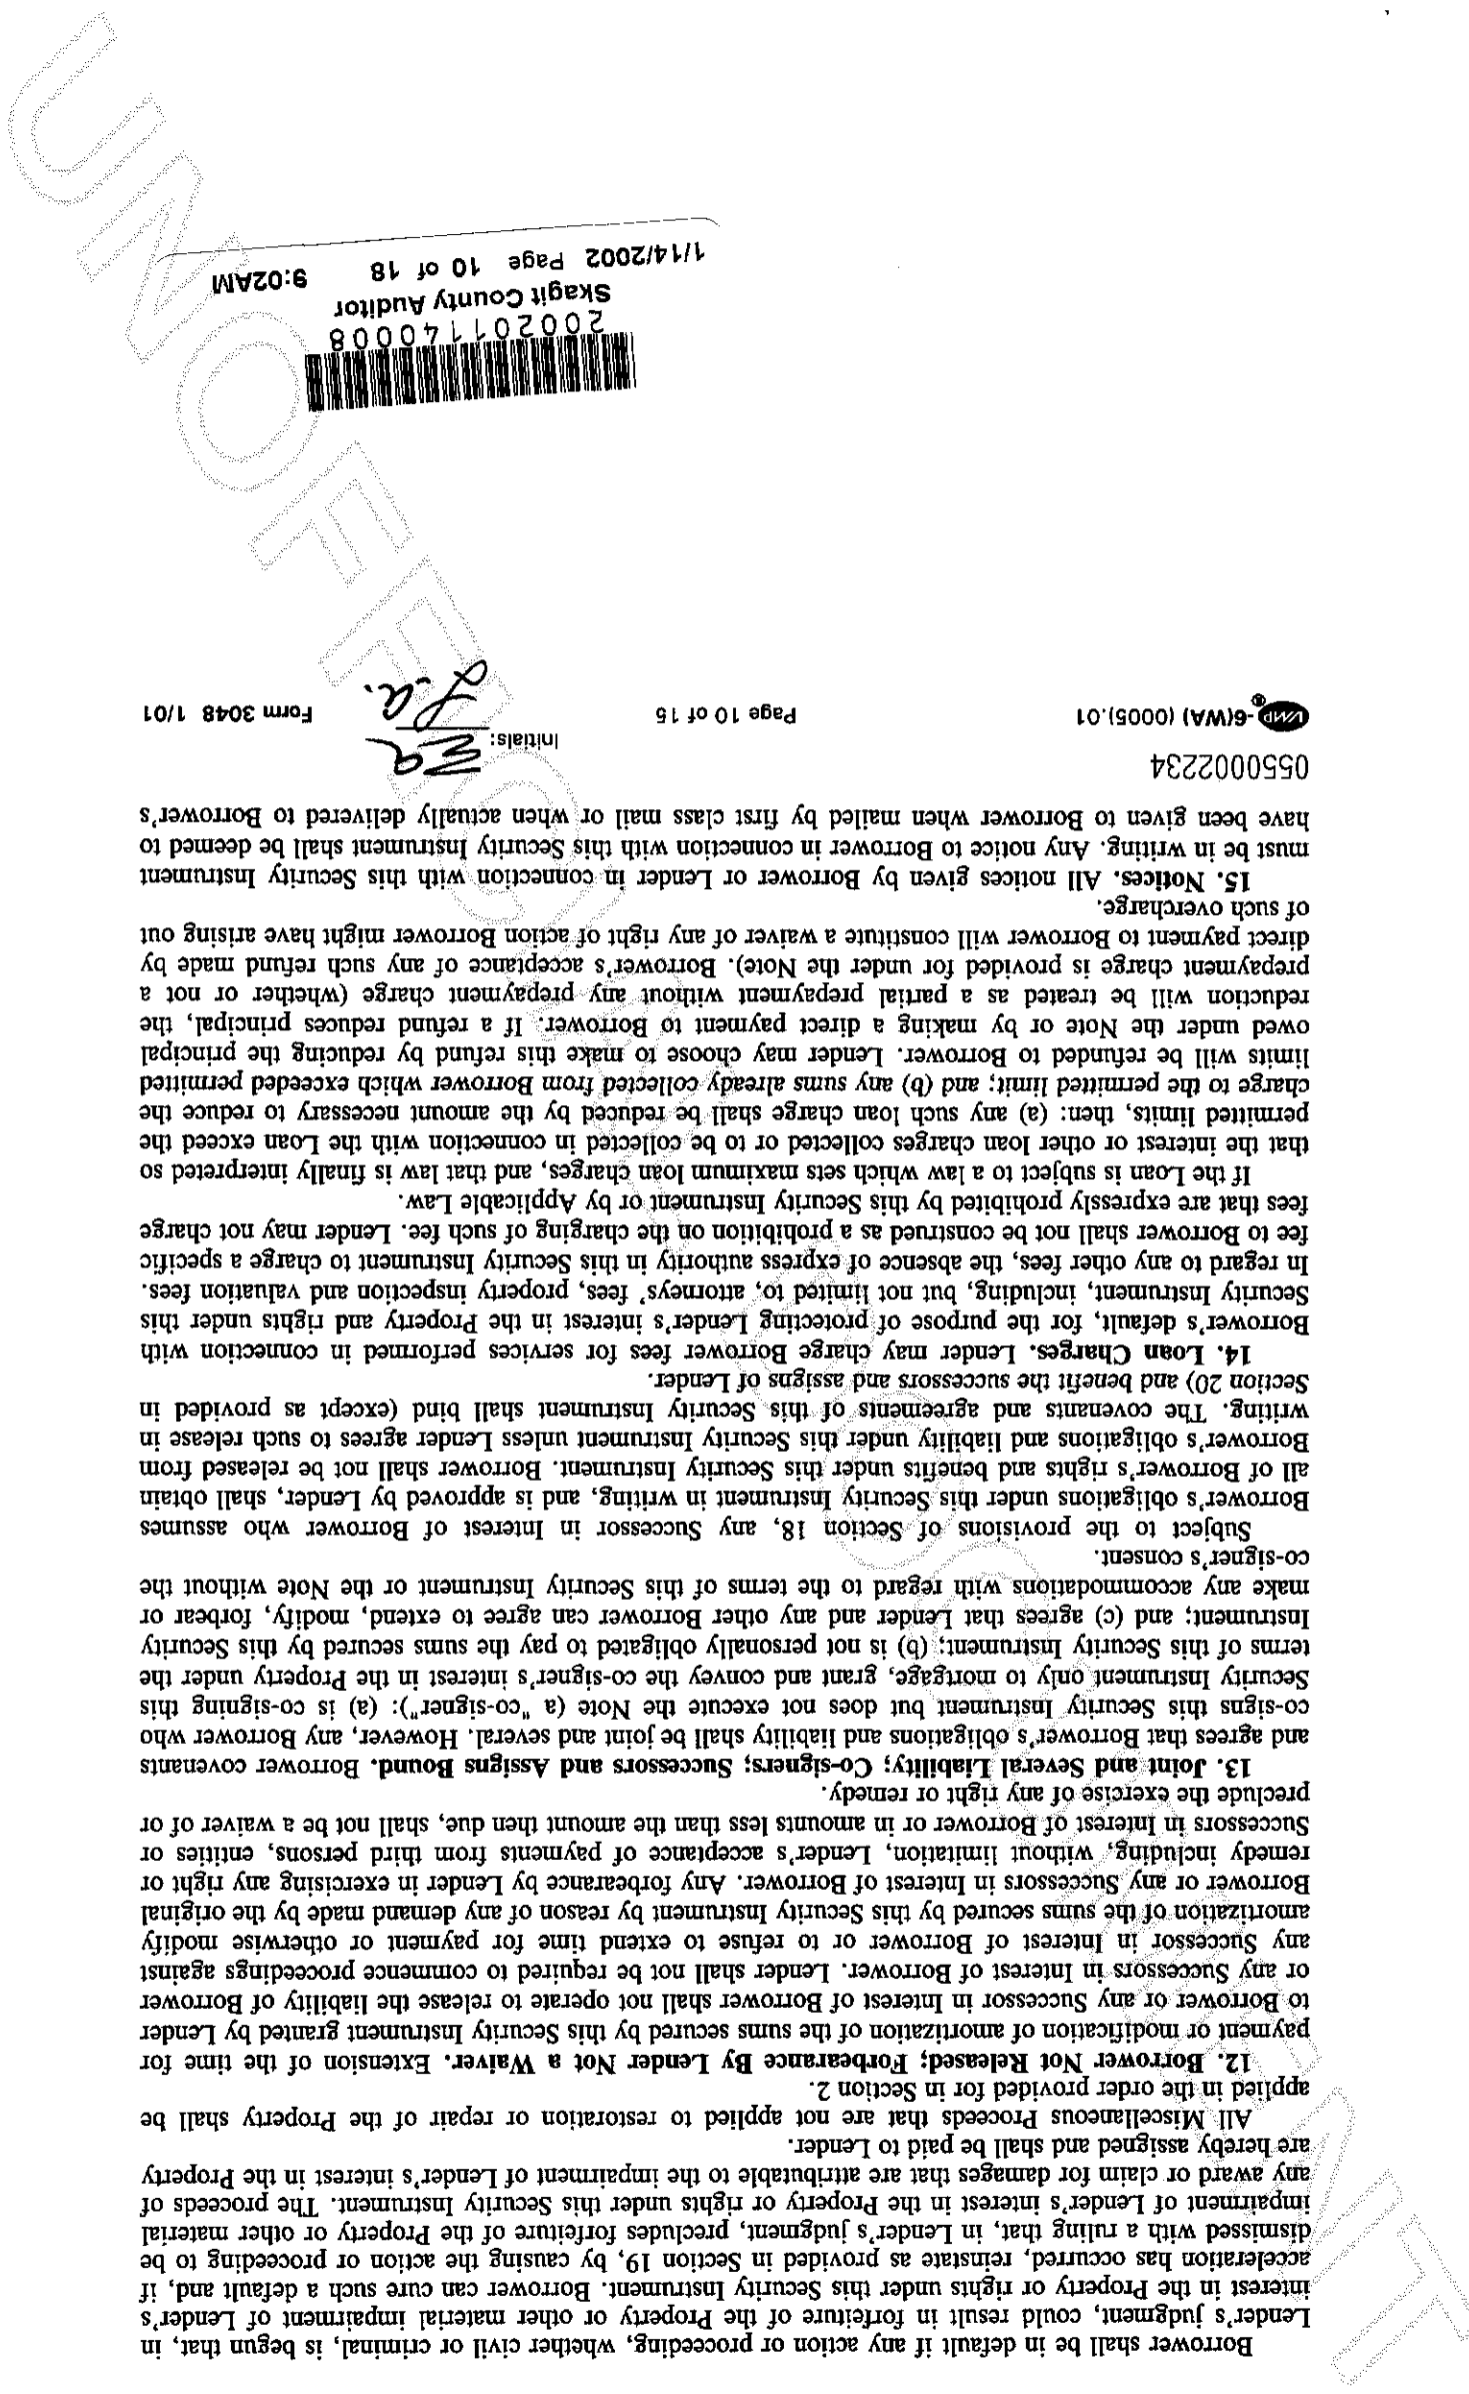 Borrower shall be in default if any action or proceeding, whether civil or criminal, is begun that, in
Lender's judgment, could result in forfeiture of the Property or other material impairment of Lender's
interest in the Property or rights under this Security Instrument. Borrower can cure such a default and, if
acceleration has occurred, reinstate as provided in Section 19, by causing the action or proceeding to be
dismissed with a ruling that, in Lender's judgment, precludes forfeiture of the Property or other material
impairment of Lender's interest in the Property or rights under this Security Instrument. The proceeds of
any award or claim for damages that are attributable to the impairment of Lender's interest in the Property
are hereby assigned and shall be paid to Lender.
All Miscellaneous Proceeds that are not applied to restoration or repair of the Property shall be
applied in the order provided for in Section 2.
12. Borrower Not Released; Forbearance By Lender Not a Waiver. Extension of the time for
payment or modification of amortization of the sums secured by this Security Instrument granted by Lender
to Borrower or any Successor in Interest of Borrower shall not operate to release the liability of Borrower
or any Successors in Interest of Borrower. Lender shall not be required to commence proceedings against
any Successor in Interest of Borrower or to refuse to extend time for payment or otherwise modify
amortization of the sums secured by this Security Instrument by reason of any demand made by the original
Borrower or any Successors in Interest of Borrower. Any forbearance by Lender in exercising any right or
remedy including, without limitation, Lender's acceptance of payments from third persons, entities or
Successors in Interest of Borrower or in amounts less than the amount then due, shall not be a waiver of or
preclude the exercise of any right or remedy.
13. Joint and Several Liability; Co-signers; Successors and Assigns Bound. Borrower covenants
and agrees that Borrower's obligations and liability shall be joint and several. However, any Borrower who
co-signs this Security Instrument but does not execute the Note (a "co-signer"): (a) is co-signing this
Security Instrument only to mortgage, grant and convey the co-signer's interest in the Property under the
terms of this Security Instrument; (b) is not personally obligated to pay the sums secured by this Security
Instrument; and (c) agrees that Lender and any other Borrower can agree to extend, modify, forbear or
make any accommodations with regard to the terms of this Security Instrument or the Note without the
co-signer's consent.
Subject to the provisions of Section 18, any Successor in Interest of Borrower who assumes
Borrower's obligations under this Security Instrument in writing, and is approved by Lender, shall obtain
all of Borrower's rights and benefits under this Security Instrument. Borrower shall not be released from
Borrower's obligations and liability under this Security Instrument unless Lender agrees to such release in
writing. The covenants and agreements of this Security Instrument shall bind (except as provided in
Section 20) and benefit the successors and assigns of Lender.
14. Loan Charges. Lender may charge Borrower fees for services performed in connection with
Borrower's default, for the purpose of protecting Lender's interest in the Property and rights under this
Security Instrument, including, but not limited to, attorneys' fees, property inspection and valuation fees.
In regard to any other fees, the absence of express authority in this Security Instrument to charge a specific
fee to Borrower shall not be construed as a prohibition on the charging of such fee. Lender may not charge
fees that are expressly prohibited by this Security Instrument or by Applicable Law.
If the Loan is subject to a law which sets maximum loan charges, and that law is finally interpreted so
that the interest or other loan charges collected or to be collected in connection with the Loan exceed the
permitted limits, then: (a) any such loan charge shall be reduced by the amount necessary to reduce the
charge to the permitted limit; and (b) any sums already collected from Borrower which exceeded permitted
limits will be refunded to Borrower. Lender may choose to make this refund by reducing the principal
owed under the Note or by making a direct payment to Borrower. If a refund reduces principal, the
reduction will be treated as a partial prepayment without any prepayment charge (whether or not a
prepayment charge is provided for under the Note). Borrower's acceptance of any such refund made by
direct payment to Borrower will constitute a waiver of any right of action Borrower might have arising out
of such overcharge.
15. Notices. All notices given by Borrower or Lender in connection with this Security Instrument
must be in writing. Any notice to Borrower in connection with this Security Instrument shall be deemed to
have been given to Borrower when mailed by first class mail or when actually delivered to Borrower's
0550002234
Initials:
VMP®-6(WA) (0005).01 Page 10 of 15 Form 3048 1/01
200201140008
Skagit County Auditor
1/14/2002 Page 10 of 18 9:02AM
UNOFFICIAL DOCUMENT